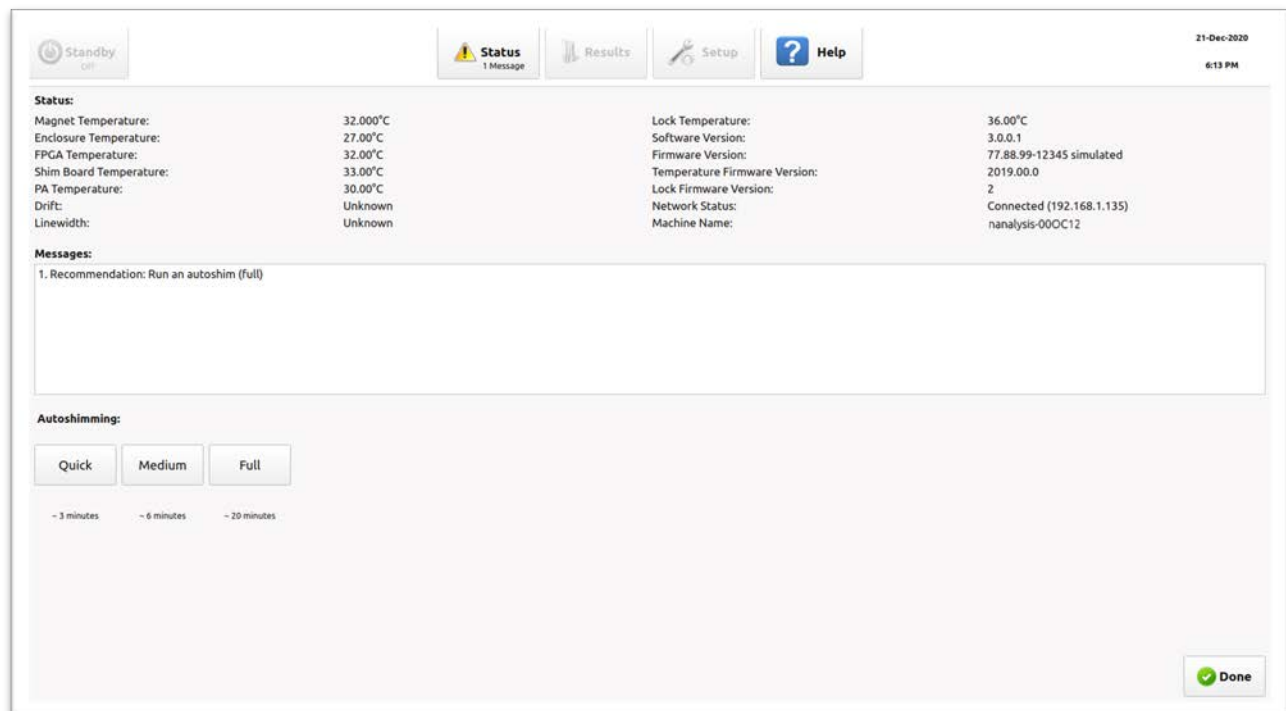 Standby
Off
Status
1 Message
Results
Setup
Help
21-Dec-2020
6:13 PM
Status:
Magnet Temperature: 32.000°C Lock Temperature: 36.00°C
Enclosure Temperature: 27.00°C Software Version: 3.0.0.1
FPGA Temperature: 32.00°C Firmware Version: 77.88.99-12345 simulated
Shim Board Temperature: 33.00°C Temperature Firmware Version: 2019.00.0
PA Temperature: 30.00°C Lock Firmware Version: 2
Drift: Unknown Network Status: Connected (192.168.1.135)
Linewidth: Unknown Machine Name: nanalysis-00OC12
Messages:
1. Recommendation: Run an autoshim (full)
Autoshimming:
Quick Medium Full
~ 3 minutes ~ 6 minutes ~ 20 minutes
Done